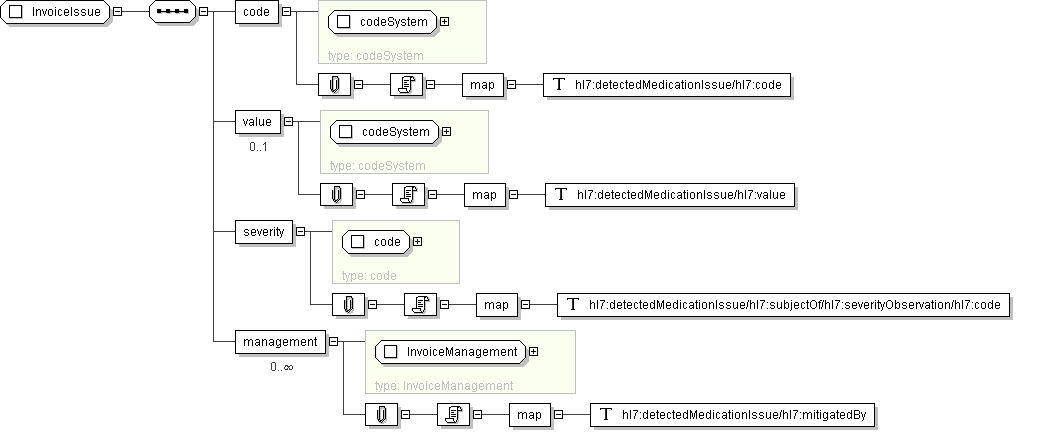 InvoiceIssue
code
codeSystem
type: codeSystem
map
T hl7:detectedMedicationIssue/hl7:code
value
0..1
codeSystem
type: codeSystem
map
T hl7:detectedMedicationIssue/hl7:value
severity
code
type: code
map
T hl7:detectedMedicationIssue/hl7:subjectOf/hl7:severityObservation/hl7:code
management
0..∞
InvoiceManagement
type: InvoiceManagement
map
T hl7:detectedMedicationIssue/hl7:mitigatedBy